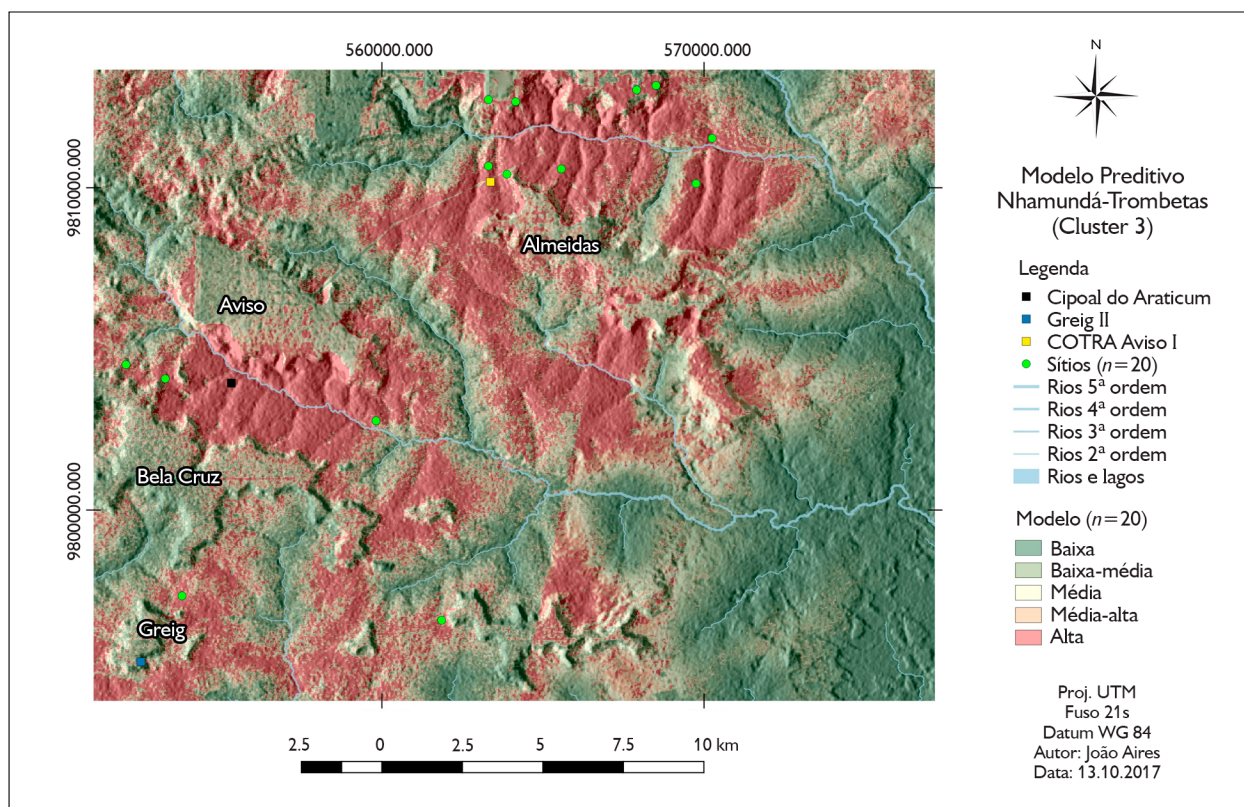 560000.000 570000.000
9810000.000
9800000.000
Almeidas
Aviso
Bela Cruz
Greig
2.5 0 2.5 5 7.5 10 km
N
Modelo Preditivo
Nhamundá-Trombetas
(Cluster 3)
Legenda
Cipoal do Araticum
Greig II
COTRA Aviso I
Sítios (n=20)
Rios 5ª ordem
Rios 4ª ordem
Rios 3ª ordem
Rios 2ª ordem
Rios e lagos
Modelo (n=20)
Baixa
Baixa-média
Média
Média-alta
Alta
Proj. UTM
Fuso 21s
Datum WG 84
Autor: João Aires
Data: 13.10.2017